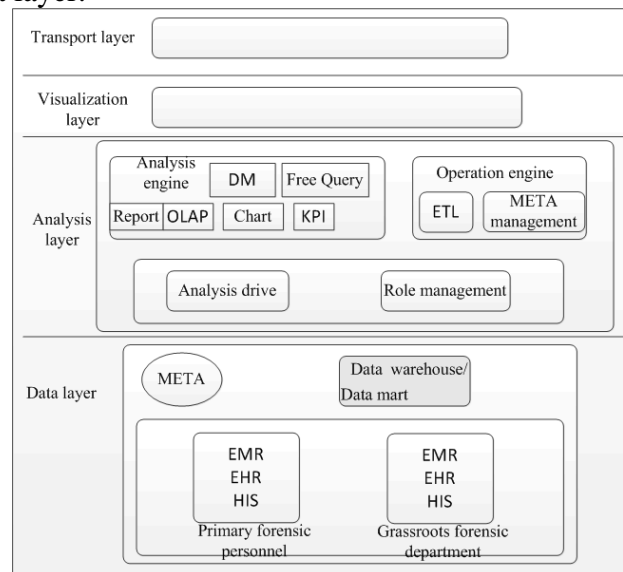 layer.
Transport layer
Visualization
layer
Analysis
layer
Analysis
engine
DM
Free Query
Report
OLAP
Chart
KPI
Operation engine
ETL
META
management
Analysis drive
Role management
Data layer
META
Data warehouse/
Data mart
EMR
EHR
HIS
Primary forensic
personnel
EMR
EHR
HIS
Grassroots forensic
department